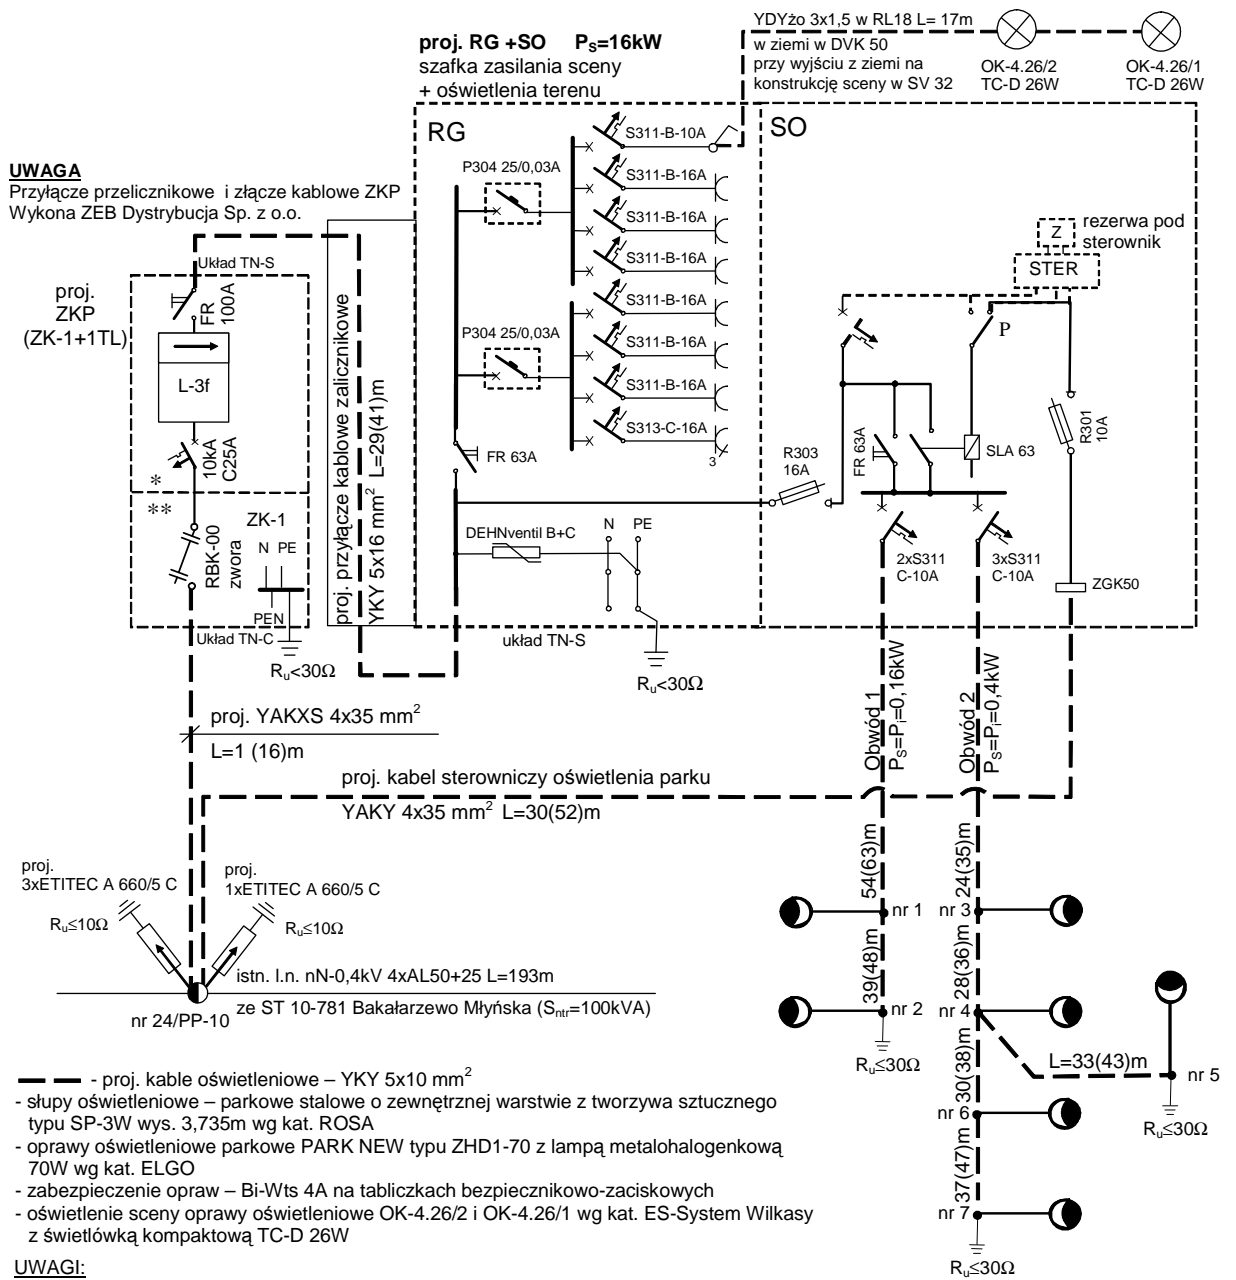 YDYżo 3x1,5 w RL18 L= 17m
w ziemi w DVK 50
przy wyjściu z ziemi na
konstrukcję sceny w SV 32
OK-4.26/2
TC-D 26W
OK-4.26/1
TC-D 26W
proj. RG +SO Ps=16kW
szafka zasilania sceny
+ oświetlenia terenu
RG
SO
UWAGA
Przyłącze przelicznikowe i złącze kablowe ZKP
Wykona ZEB Dystrybucja Sp. z o.o.
Układ TN-S
proj.
ZKP
(ZK-1+1TL)
FR
100A
L-3f
10kA
C25A
*
**
ZK-1
RBK-00
zwora
N PE
PEN
Układ TN-C
Ru<30Ω
proj. przyłącze kablowe zalicznikowe
YKY 5x16 mm² L=29(41)m
P304 25/0,03A
P304 25/0,03A
S311-B-10A
S311-B-16A
S311-B-16A
S311-B-16A
S311-B-16A
S311-B-16A
S311-B-16A
S313-C-16A
3
FR 63A
DEHNventil B+C
N PE
układ TN-S
Ru<30Ω
Z
rezerwa pod
sterownik
STER
P
R303
16A
FR 63A
SLA 63
R301
10A
2xS311
C-10A
3xS311
C-10A
ZGK50
proj. YAKXS 4x35 mm²
L=1 (16)m
Obwód 1
Ps=Pi=0,16kW
Obwód 2
Ps=Pi=0,4kW
proj. kabel sterowniczy oświetlenia parku
YAKY 4x35 mm² L=30(52)m
proj.
3xETITEC A 660/5 C
Ru≤10Ω
proj.
1xETITEC A 660/5 C
Ru≤10Ω
istn. l.n. nN-0,4kV 4xAL50+25 L=193m
nr 24/PP-10
ze ST 10-781 Bakałarzewo Młyńska (Sntr=100kVA)
54(63)m
nr 1
39(48)m
nr 2
Ru≤30Ω
24(35)m
nr 3
28(36)m
nr 4
L=33(43)m
nr 5
Ru≤30Ω
30(38)m
nr 6
37(47)m
nr 7
Ru≤30Ω
- proj. kable oświetleniowe – YKY 5x10 mm²
- słupy oświetleniowe – parkowe stalowe o zewnętrznej warstwie z tworzywa sztucznego
typu SP-3W wys. 3,735m wg kat. ROSA
- oprawy oświetleniowe parkowe PARK NEW typu ZHD1-70 z lampą metalohalogenkową
70W wg kat. ELGO
- zabezpieczenie opraw – Bi-Wts 4A na tabliczkach bezpiecznikowo-zaciskowych
- oświetlenie sceny oprawy oświetleniowe OK-4.26/2 i OK-4.26/1 wg kat. ES-System Wilkasy
z świetlówką kompaktową TC-D 26W
UWAGI: